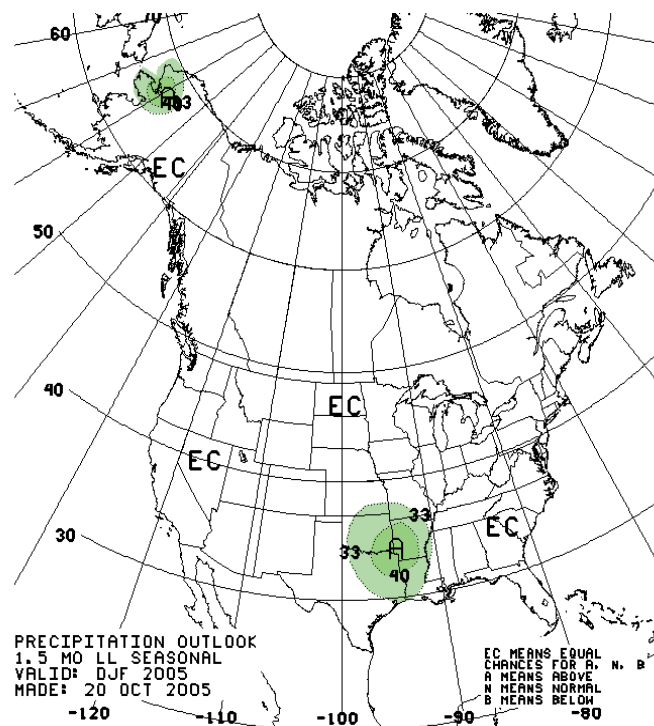 60
70
4033
EC
50
40
EC
EC
33
EC
30
33
A
40
PRECIPITATION OUTLOOK
1.5 MO LL SEASONAL
VALID: DJF 2005
MADE: 20 OCT 2005
EC MEANS EQUAL
CHANCES FOR A, N, B
A MEANS ABOVE
N MEANS NORMAL
B MEANS BELOW
-120
-110
-100
-90
-80